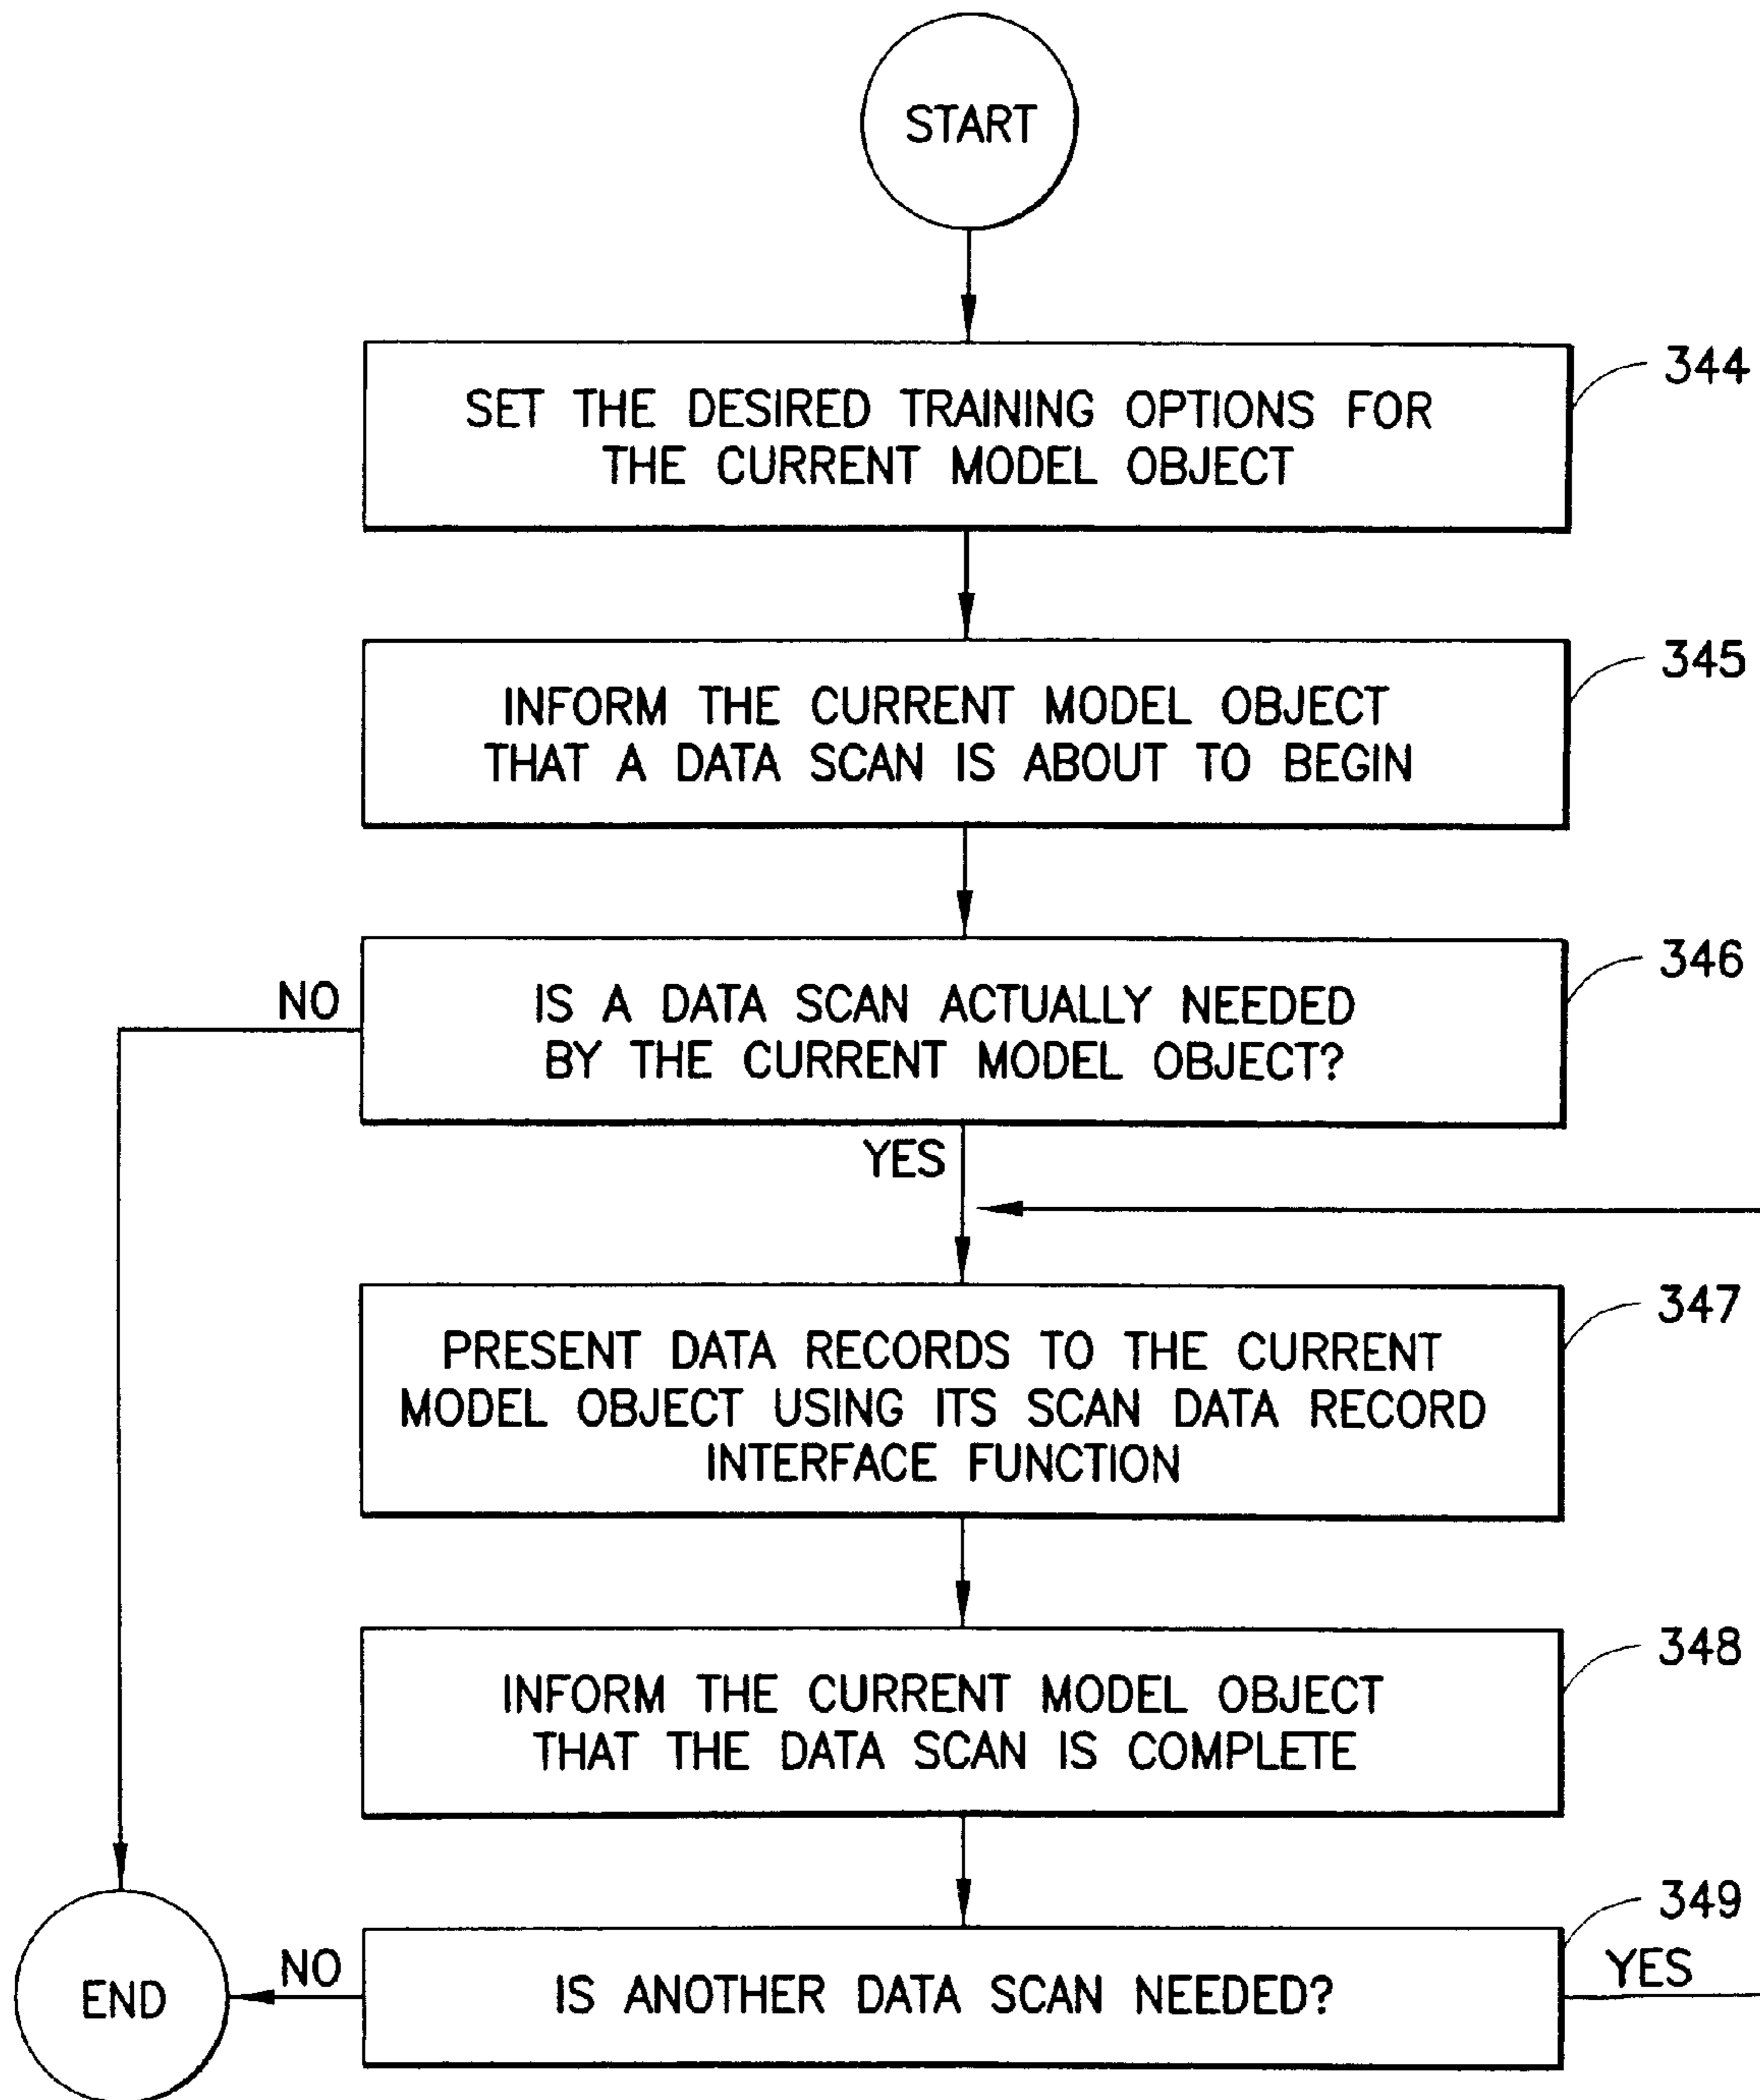 START
SET THE DESIRED TRAINING OPTIONS FOR
THE CURRENT MODEL OBJECT
344
INFORM THE CURRENT MODEL OBJECT
THAT A DATA SCAN IS ABOUT TO BEGIN
345
IS A DATA SCAN ACTUALLY NEEDED
BY THE CURRENT MODEL OBJECT?
346
NO
YES
PRESENT DATA RECORDS TO THE CURRENT
MODEL OBJECT USING ITS SCAN DATA RECORD
INTERFACE FUNCTION
347
INFORM THE CURRENT MODEL OBJECT
THAT THE DATA SCAN IS COMPLETE
348
IS ANOTHER DATA SCAN NEEDED?
349
YES
NO
END